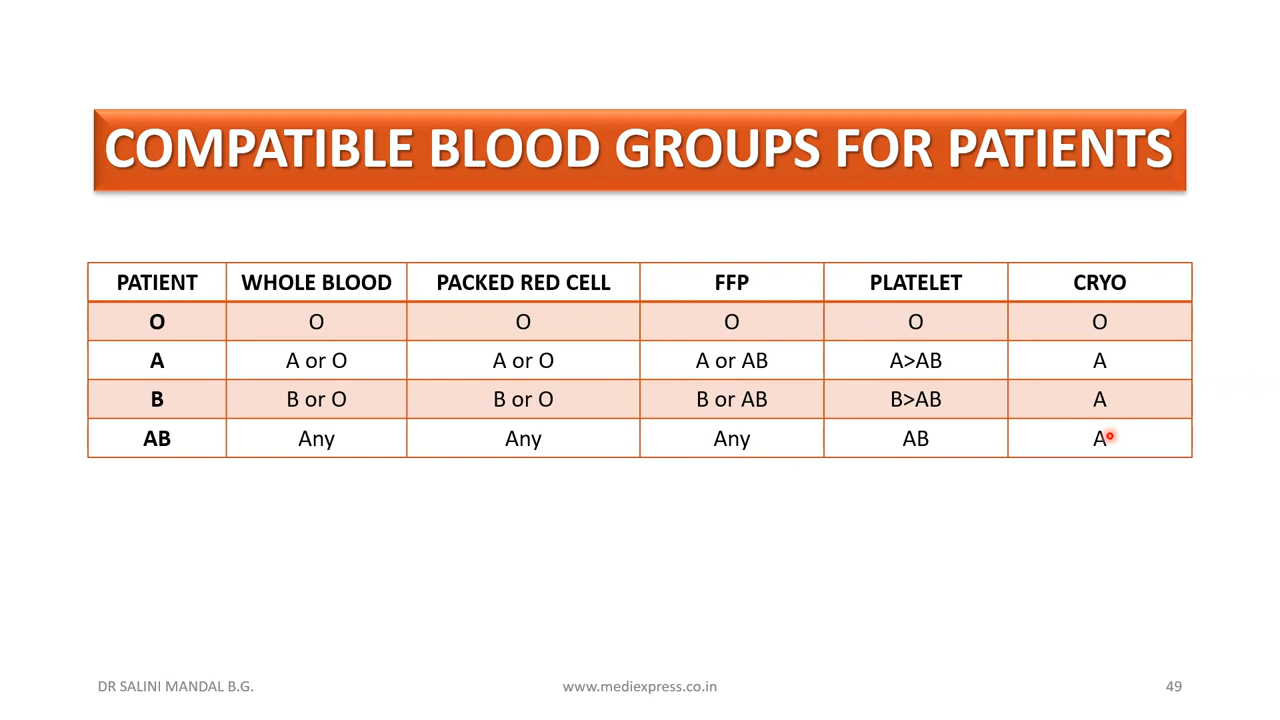 COMPATIBLE BLOOD GROUPS FOR PATIENTS
PATIENT WHOLE BLOOD PACKED RED CELL FFP PLATELET CRYO
O O O O O O
A A or O A or O A or AB A>AB A
B B or O B or O B or AB B>AB A
AB Any Any Any AB A
DR SALINI MANDAL B.G. www.mediexpress.co.in 49